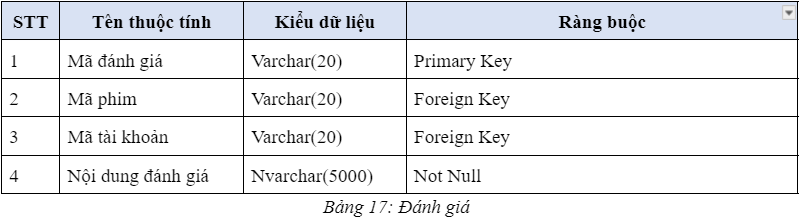 STT Tên thuộc tính Kiểu dữ liệu Ràng buộc
1 Mã đánh giá Varchar(20) Primary Key
2 Mã phim Varchar(20) Foreign Key
3 Mã tài khoản Varchar(20) Foreign Key
4 Nội dung đánh giá Nvarchar(5000) Not Null
Bảng 17: Đánh giá